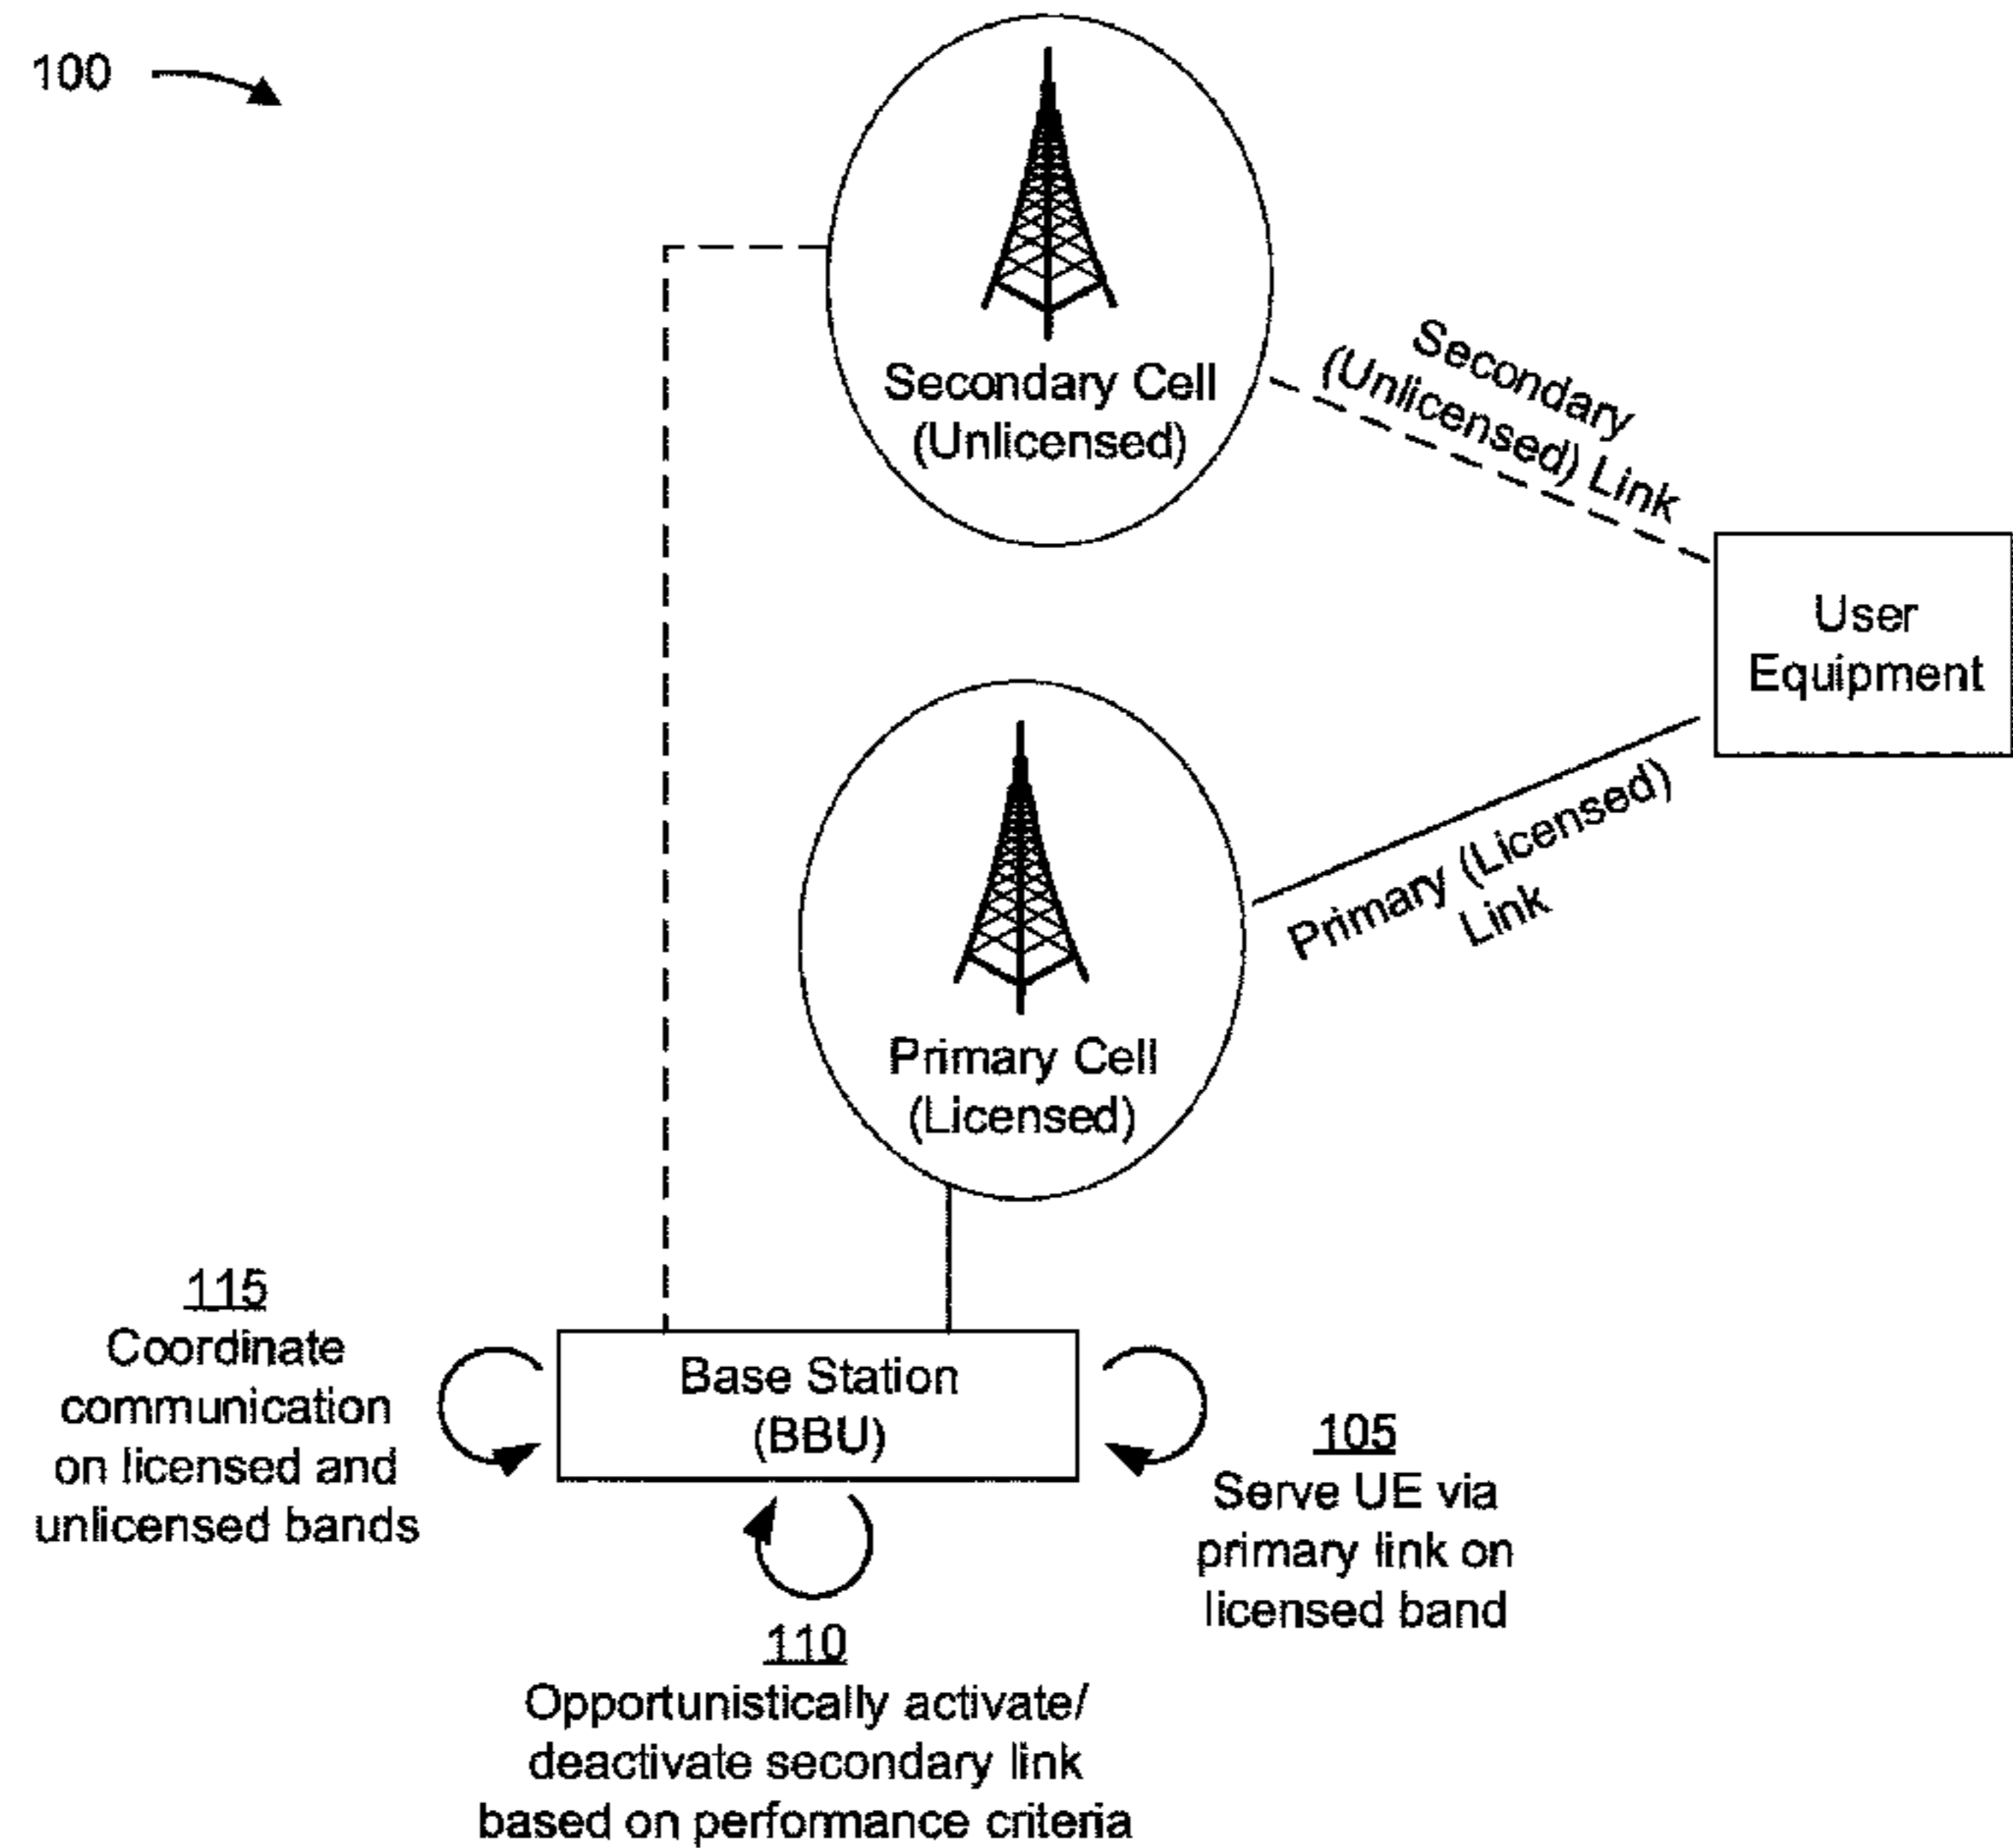 100
Secondary Cell
(Unlicensed)
Secondary
(Unlicensed) Link
User
Equipment
Primary (Licensed)
Link
Primary Cell
(Licensed)
115
Coordinate
communication
on licensed and
unlicensed bands
Base Station
(BBU)
105
Serve UE via
primary link on
licensed band
110
Opportunistically activate/
deactivate secondary link
based on performance criteria